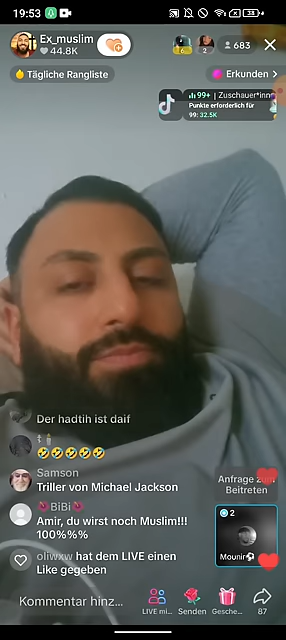 19:53
Ex_muslim
44.8K
2
683
Tägliche Rangliste
Erkunden >
99+ | Zuschauer*inn
Punkte erforderlich für
99: 32.5K
Der hadtih ist daif
🤣🤣🤣🤣🤣
Samson
Triller von Michael Jackson
🌺BiBi🌺
Amir, du wirst noch Muslim!!!
100%%%
oliwxw hat dem LIVE einen
Like gegeben
Anfrage zum
Beitreten
2
Mounir⚽
Kommentar hinz...
LIVE mi...
Senden
Gesche...
87